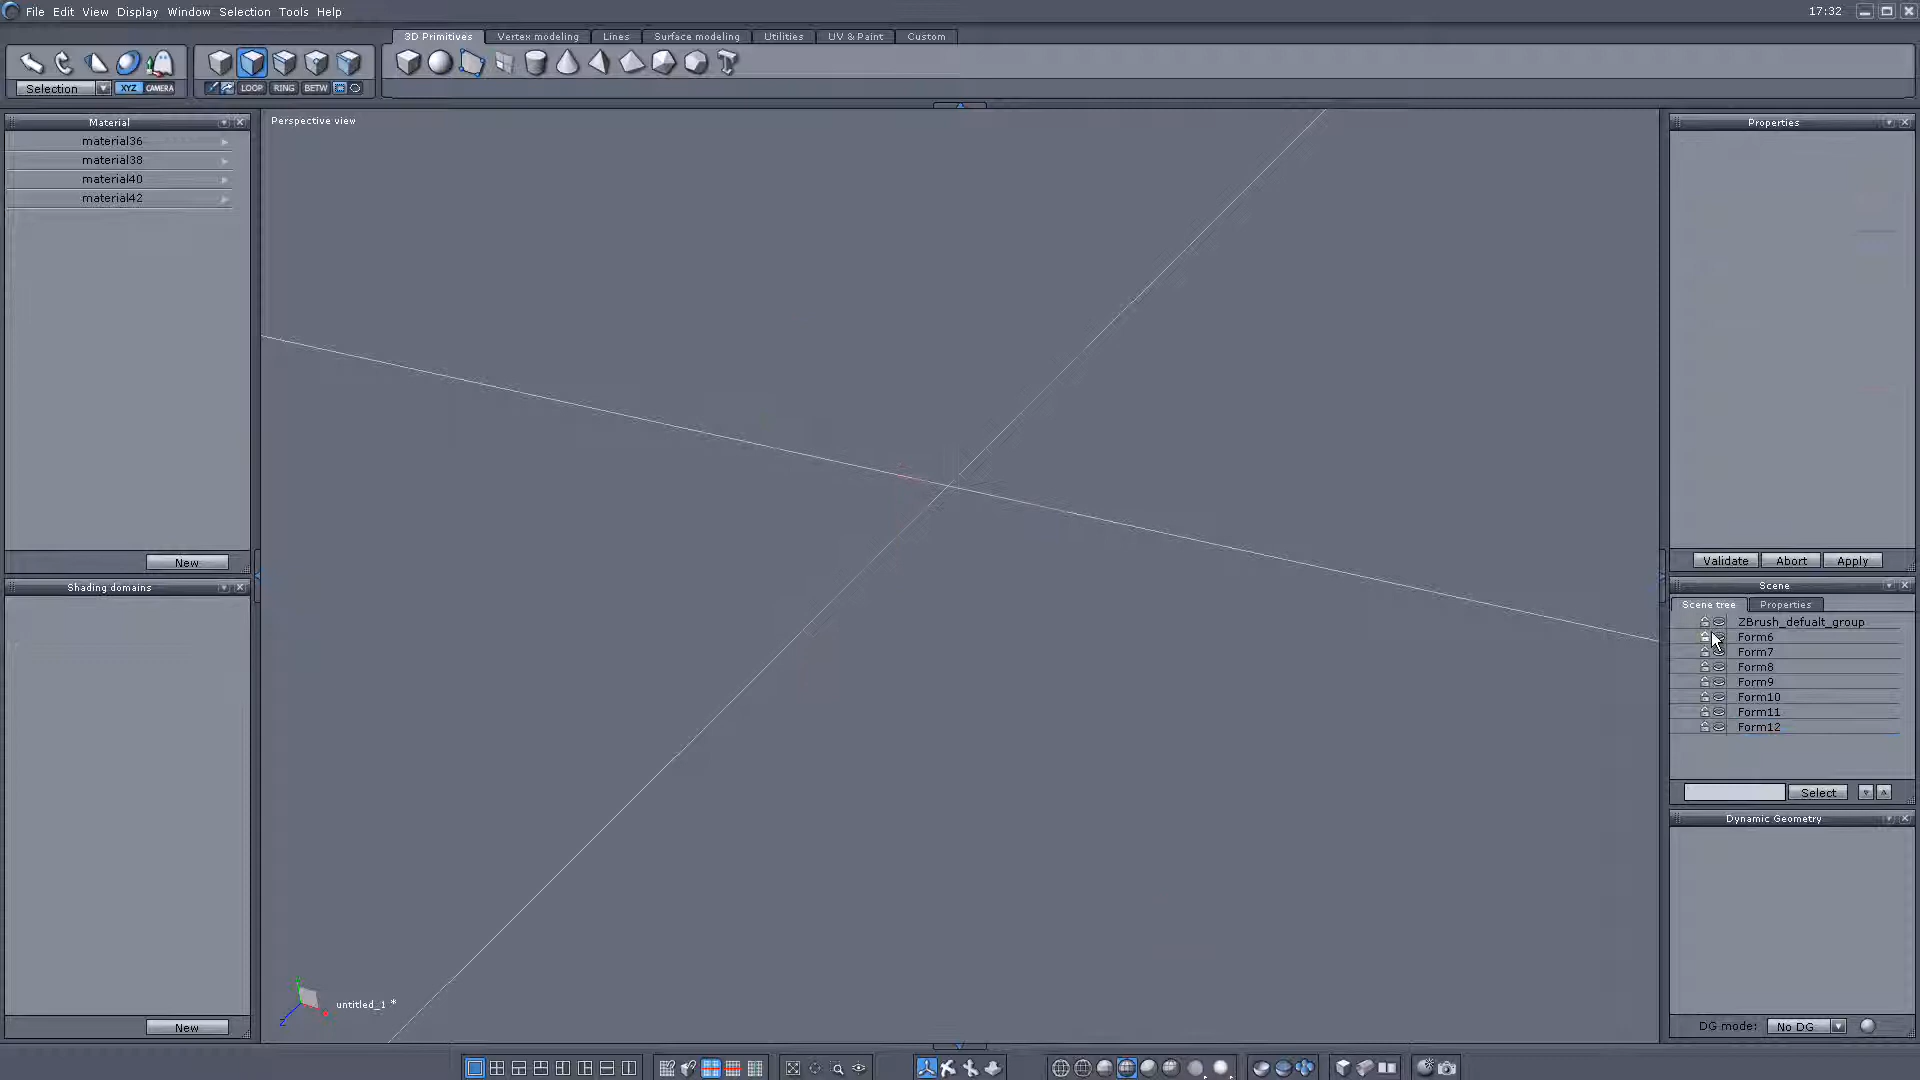 File Edit View Display Window Selection Tools Help
17:32
3D Primitives Vertex modeling Lines Surface modeling Utilities UV & Paint Custom
Selection XYZ CAMERA LOOP RING BETW
Material
material36
material38
material40
material42
New
Shading domains
New
Perspective view
Z
untitled_1 *
Properties
Validate Abort Apply
Scene
Scene tree Properties
ZBrush_defualt_group
Form6
Form7
Form8
Form9
Form10
Form11
Form12
Select
Dynamic Geometry
DG mode: No DG